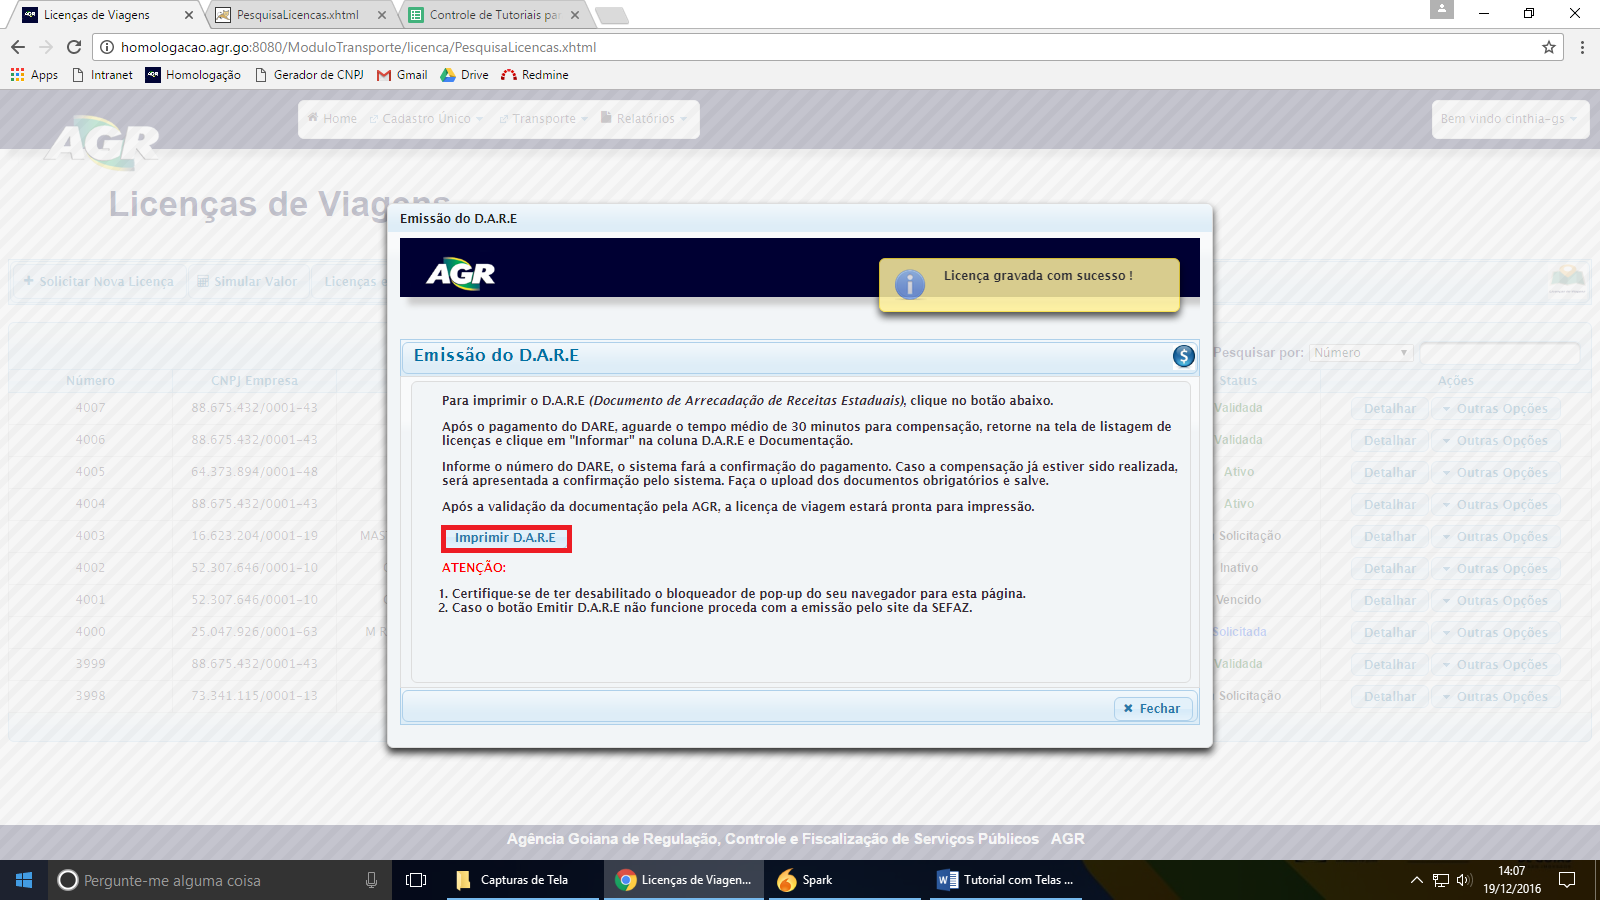 Licenças de Viagens
PesquisaLicencas.xhtml
Controle de Tutoriais par
homologacao.agr.go:8080/ModuloTransporte/licenca/PesquisaLicencas.xhtml
Apps Intranet Homologação Gerador de CNPJ Gmail Drive Redmine
AGR
Home Cadastro Único Transporte Relatórios
Bem vindo cinthia-gs
Licenças de Viagens
Emissão do D.A.R.E
AGR
Licença gravada com sucesso !
Solicitar Nova Licença Simular Valor Licenças e
Emissão do D.A.R.E
Pesquisar por: Número
Número CNPJ Empresa Status Ações
4007 88.675.432/0001-43 Validada Detalhar Outras Opções
4006 88.675.432/0001-43 Validada Detalhar Outras Opções
4005 64.373.894/0001-48 Ativo Detalhar Outras Opções
4004 88.675.432/0001-43 Ativo Detalhar Outras Opções
4003 16.623.204/0001-19 MAS Solicitação Detalhar Outras Opções
4002 52.307.646/0001-10 Inativo Detalhar Outras Opções
4001 52.307.646/0001-10 Vencido Detalhar Outras Opções
4000 25.047.926/0001-63 M R Solicitada Detalhar Outras Opções
3999 88.675.432/0001-43 Validada Detalhar Outras Opções
3998 73.341.115/0001-13 Solicitação Detalhar Outras Opções
Para imprimir o D.A.R.E (Documento de Arrecadação de Receitas Estaduais), clique no botão abaixo.
Após o pagamento do DARE, aguarde o tempo médio de 30 minutos para compensação, retorne na tela de listagem de
licenças e clique em "Informar" na coluna D.A.R.E e Documentação.
Informe o número do DARE, o sistema fará a confirmação do pagamento. Caso a compensação já estiver sido realizada,
será apresentada a confirmação pelo sistema. Faça o upload dos documentos obrigatórios e salve.
Após a validação da documentação pela AGR, a licença de viagem estará pronta para impressão.
Imprimir D.A.R.E
ATENÇÃO:
1. Certifique-se de ter desabilitado o bloqueador de pop-up do seu navegador para esta página.
2. Caso o botão Emitir D.A.R.E não funcione proceda com a emissão pelo site da SEFAZ.
Fechar
Agência Goiana de Regulação, Controle e Fiscalização de Serviços Públicos AGR
Pergunte-me alguma coisa
Capturas de Tela
Licenças de Viagen...
Spark
Tutorial com Telas ...
14:07
19/12/2016